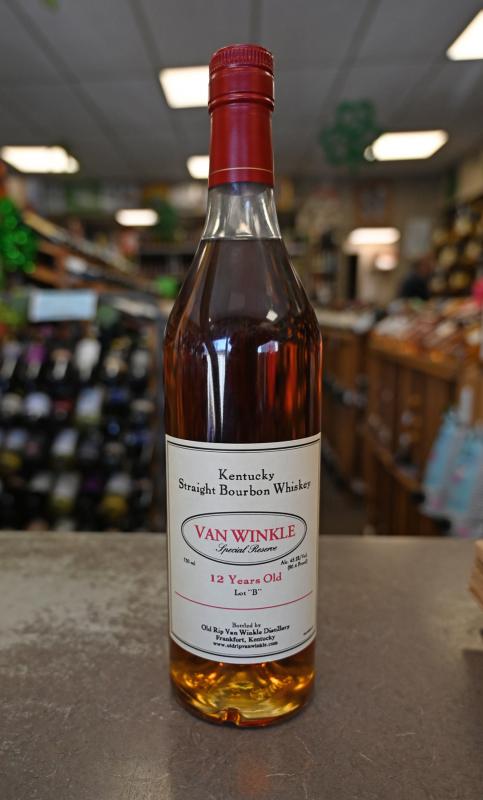 Kentucky
Straight Bourbon Whiskey
VAN WINKLE
Special Reserve
750 ml
Alc. 45.2%/Vol.
(90.4 Proof)
12 Years Old
Lot "B"
Bottled by
Old Rip Van Winkle Distillery
Frankfort, Kentucky
www.oldripvanwinkle.com